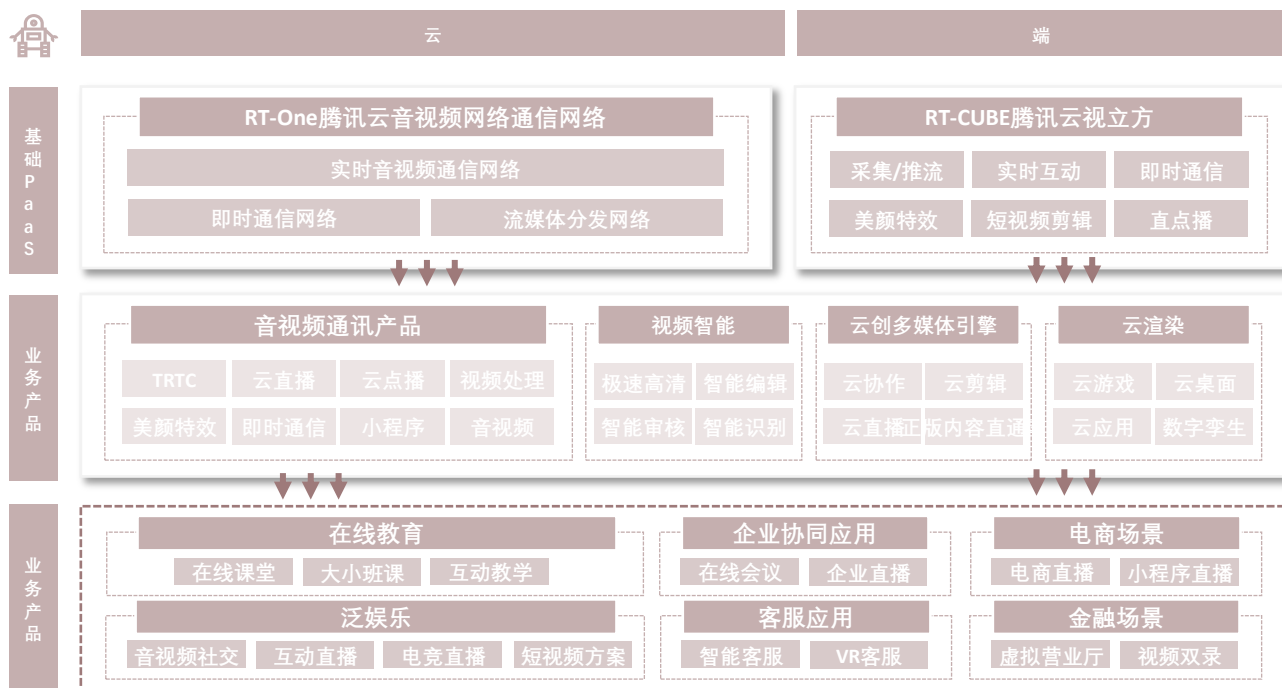 云
端
基础PaaS
RT-One腾讯云音视频网络通信网络
实时音视频通信网络
即时通信网络
流媒体分发网络
RT-CUBE腾讯云视立方
采集/推流
实时互动
即时通信
美颜特效
短视频剪辑
直点播
业务产品
音视频通讯产品
TRTC
云直播
云点播
视频处理
美颜特效
即时通信
小程序
音视频
视频智能
极速高清
智能编辑
智能审核
智能识别
云创多媒体引擎
云协作
云剪辑
云直播
正版内容直通
云渲染
云游戏
云桌面
云应用
数字孪生
业务产品
在线教育
在线课堂
大小班课
互动教学
企业协同应用
在线会议
企业直播
电商场景
电商直播
小程序直播
泛娱乐
音视频社交
互动直播
电竞直播
短视频方案
客服应用
智能客服
VR客服
金融场景
虚拟营业厅
视频双录